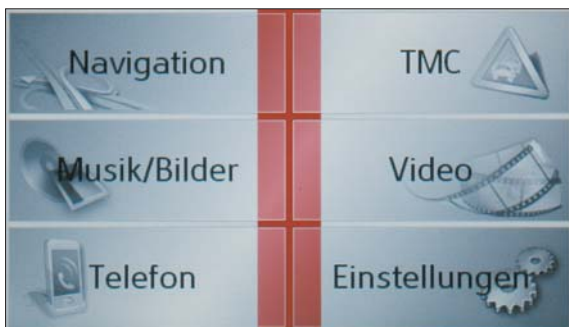 Navigation
TMC
Musik/Bilder
Video
Telefon
Einstellungen